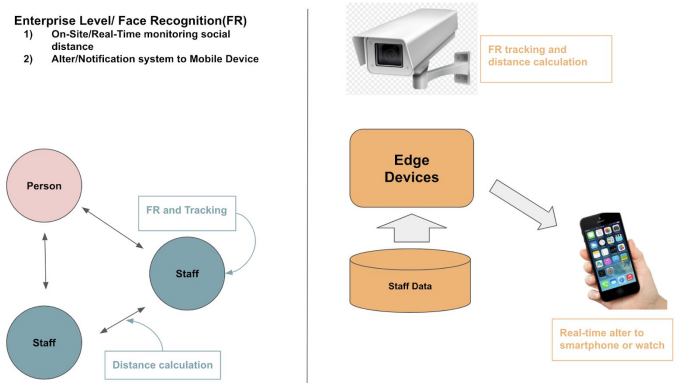 Enterprise Level/ Face Recognition(FR)
1) On-Site/Real-Time monitoring social
distance
2) Alter/Notification system to Mobile Device
Person
FR and Tracking
Staff
Staff
Distance calculation
FR tracking and
distance calculation
Edge
Devices
Staff Data
Real-time alter to
smartphone or watch